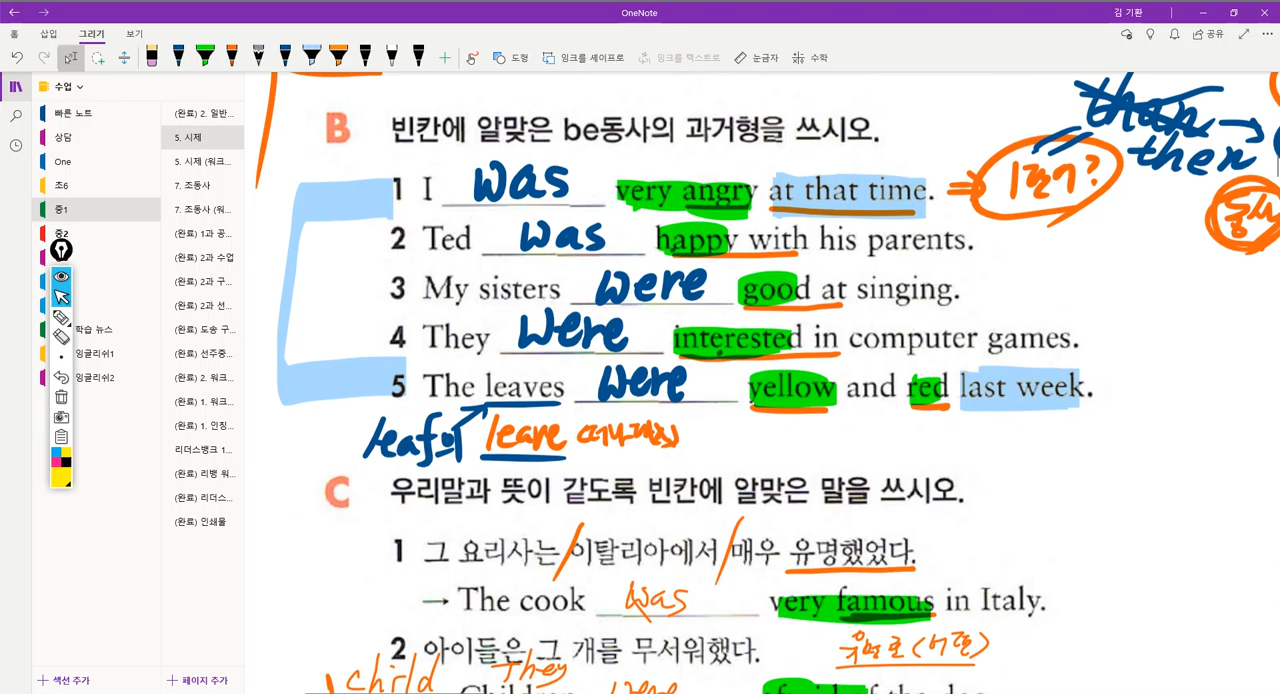 OneNote
김 기환
홈 삽입 그리기 보기
공유
도형 잉크를 셰이프로 잉크를 텍스트로 눈금자 수학
수업
빠른 노트
상담
One
초6
중1
중2
학습 뉴스
잉글리쉬1
잉글리쉬2
섹션 추가
(완료) 2. 일반...
5. 시제
5. 시제 (워크...
7. 조동사
7. 조동사 (워...
(완료) 1과 공...
(완료) 2과 수업
(완료) 2과 구...
(완료) 2과 선...
(완료) 도송 구...
(완료) 선주중...
(완료) 2. 워크...
(완료) 1. 워크...
(완료) 1. 인칭...
리더스뱅크 1...
(완료) 리뱅 워...
(완료) 리더스...
(완료) 인쇄물
페이지 추가
than → then
B 빈칸에 알맞은 be동사의 과거형을 쓰시오.
1 I was very angry at that time. ⇒
2 Ted was happy with his parents.
3 My sisters were good at singing.
4 They were interested in computer games.
5 The leaves were yellow and red last week.
leaf의 leave
C 우리말과 뜻이 같도록 빈칸에 알맞은 말을 쓰시오.
1 그 요리사는 / 이탈리아에서 / 매우 유명했었다.
→ The cook was very famous in Italy.
2 아이들은 그 개를 무서워했다.
child They
Children were